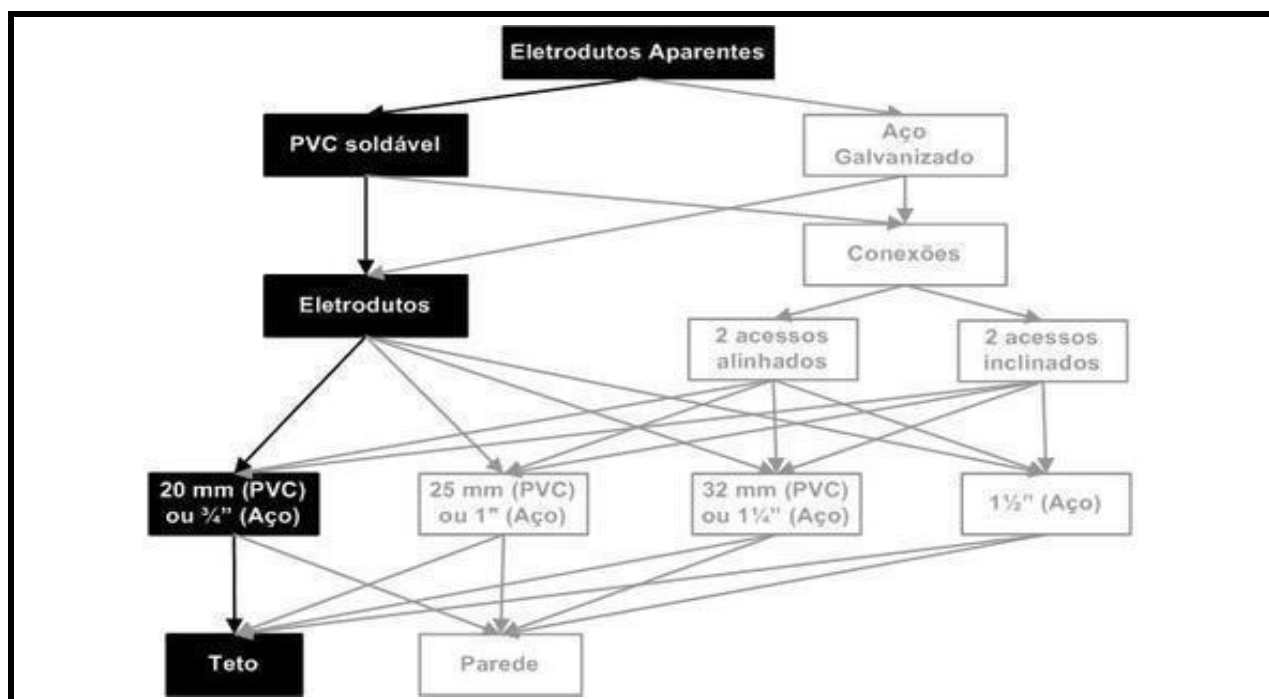 Eletrodutos Aparentes
PVC soldável
Aço
Galvanizado
Conexões
Eletrodutos
2 acessos
alinhados
2 acessos
inclinados
20 mm (PVC)
ou ¾” (Aço)
25 mm (PVC)
ou 1" (Aço)
32 mm (PVC)
ou 1¼” (Aço)
1½” (Aço)
Teto
Parede